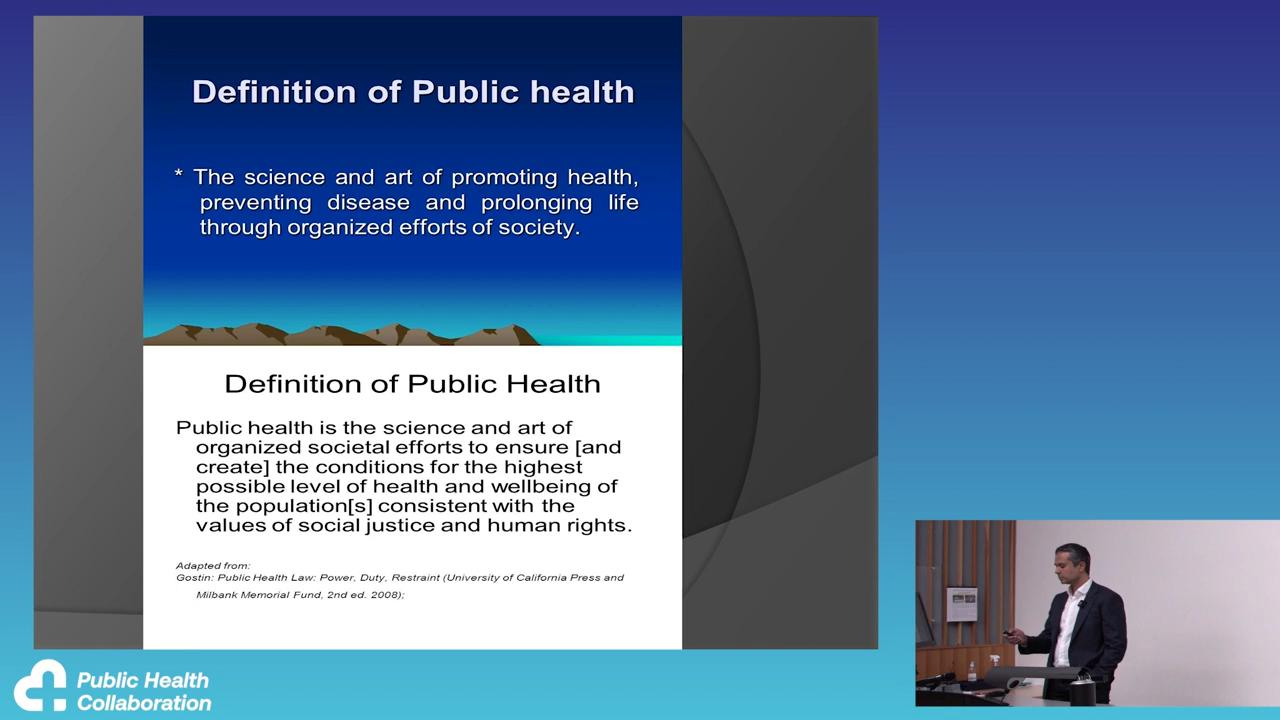 Definition of Public health
* The science and art of promoting health,
preventing disease and prolonging life
through organized efforts of society.
Definition of Public Health
Public health is the science and art of
organized societal efforts to ensure [and
create] the conditions for the highest
possible level of health and wellbeing of
the population[s] consistent with the
values of social justice and human rights.
Adapted from:
Gostin: Public Health Law: Power, Duty, Restraint (University of California Press and
Milbank Memorial Fund, 2nd ed. 2008);
Public Health
Collaboration